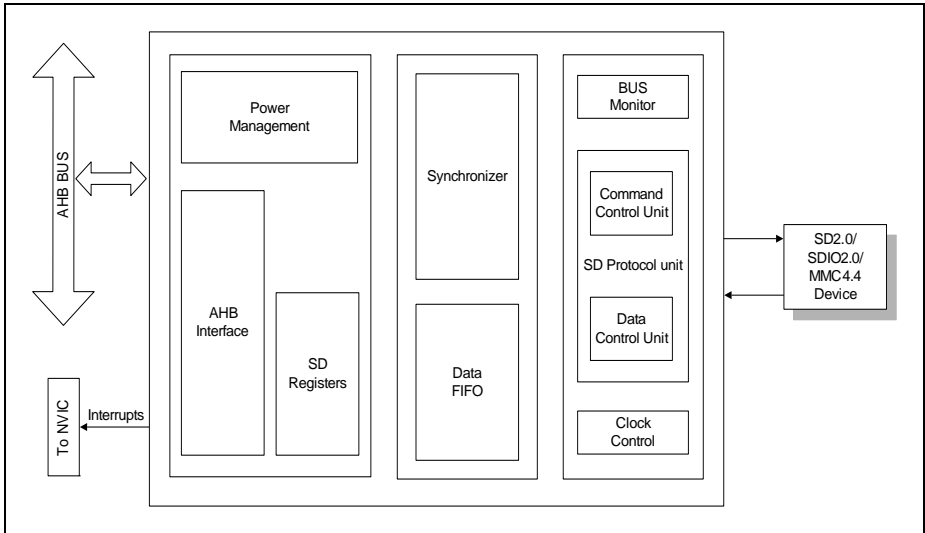 AHB BUS
To NVIC
Interrupts
Power
Management
AHB
Interface
SD
Registers
Synchronizer
Data
FIFO
BUS
Monitor
Command
Control Unit
SD Protocol unit
Data
Control Unit
Clock
Control
SD2.0/
SDIO2.0/
MMC4.4
Device